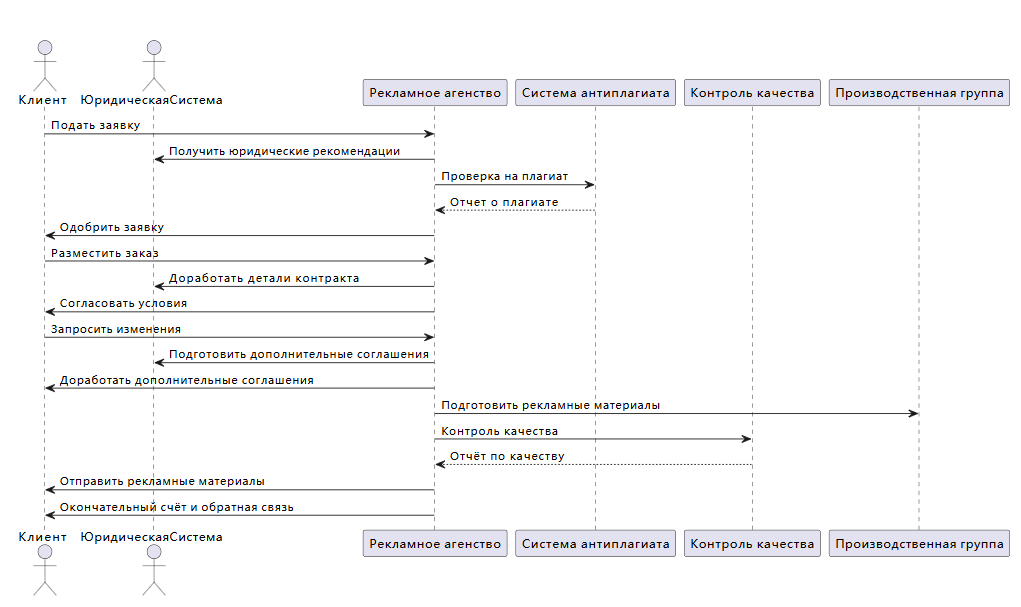 Клиент ЮридическаяСистема
Рекламное агенство Система антиплагиата Контроль качества Производственная группа
Подать заявку
Получить юридические рекомендации
Проверка на плагиат
Отчет о плагиате
Одобрить заявку
Разместить заказ
Доработать детали контракта
Согласовать условия
Запросить изменения
Подготовить дополнительные соглашения
Доработать дополнительные соглашения
Подготовить рекламные материалы
Контроль качества
Отчёт по качеству
Отправить рекламные материалы
Окончательный счёт и обратная связь
Клиент ЮридическаяСистема
Рекламное агенство Система антиплагиата Контроль качества Производственная группа